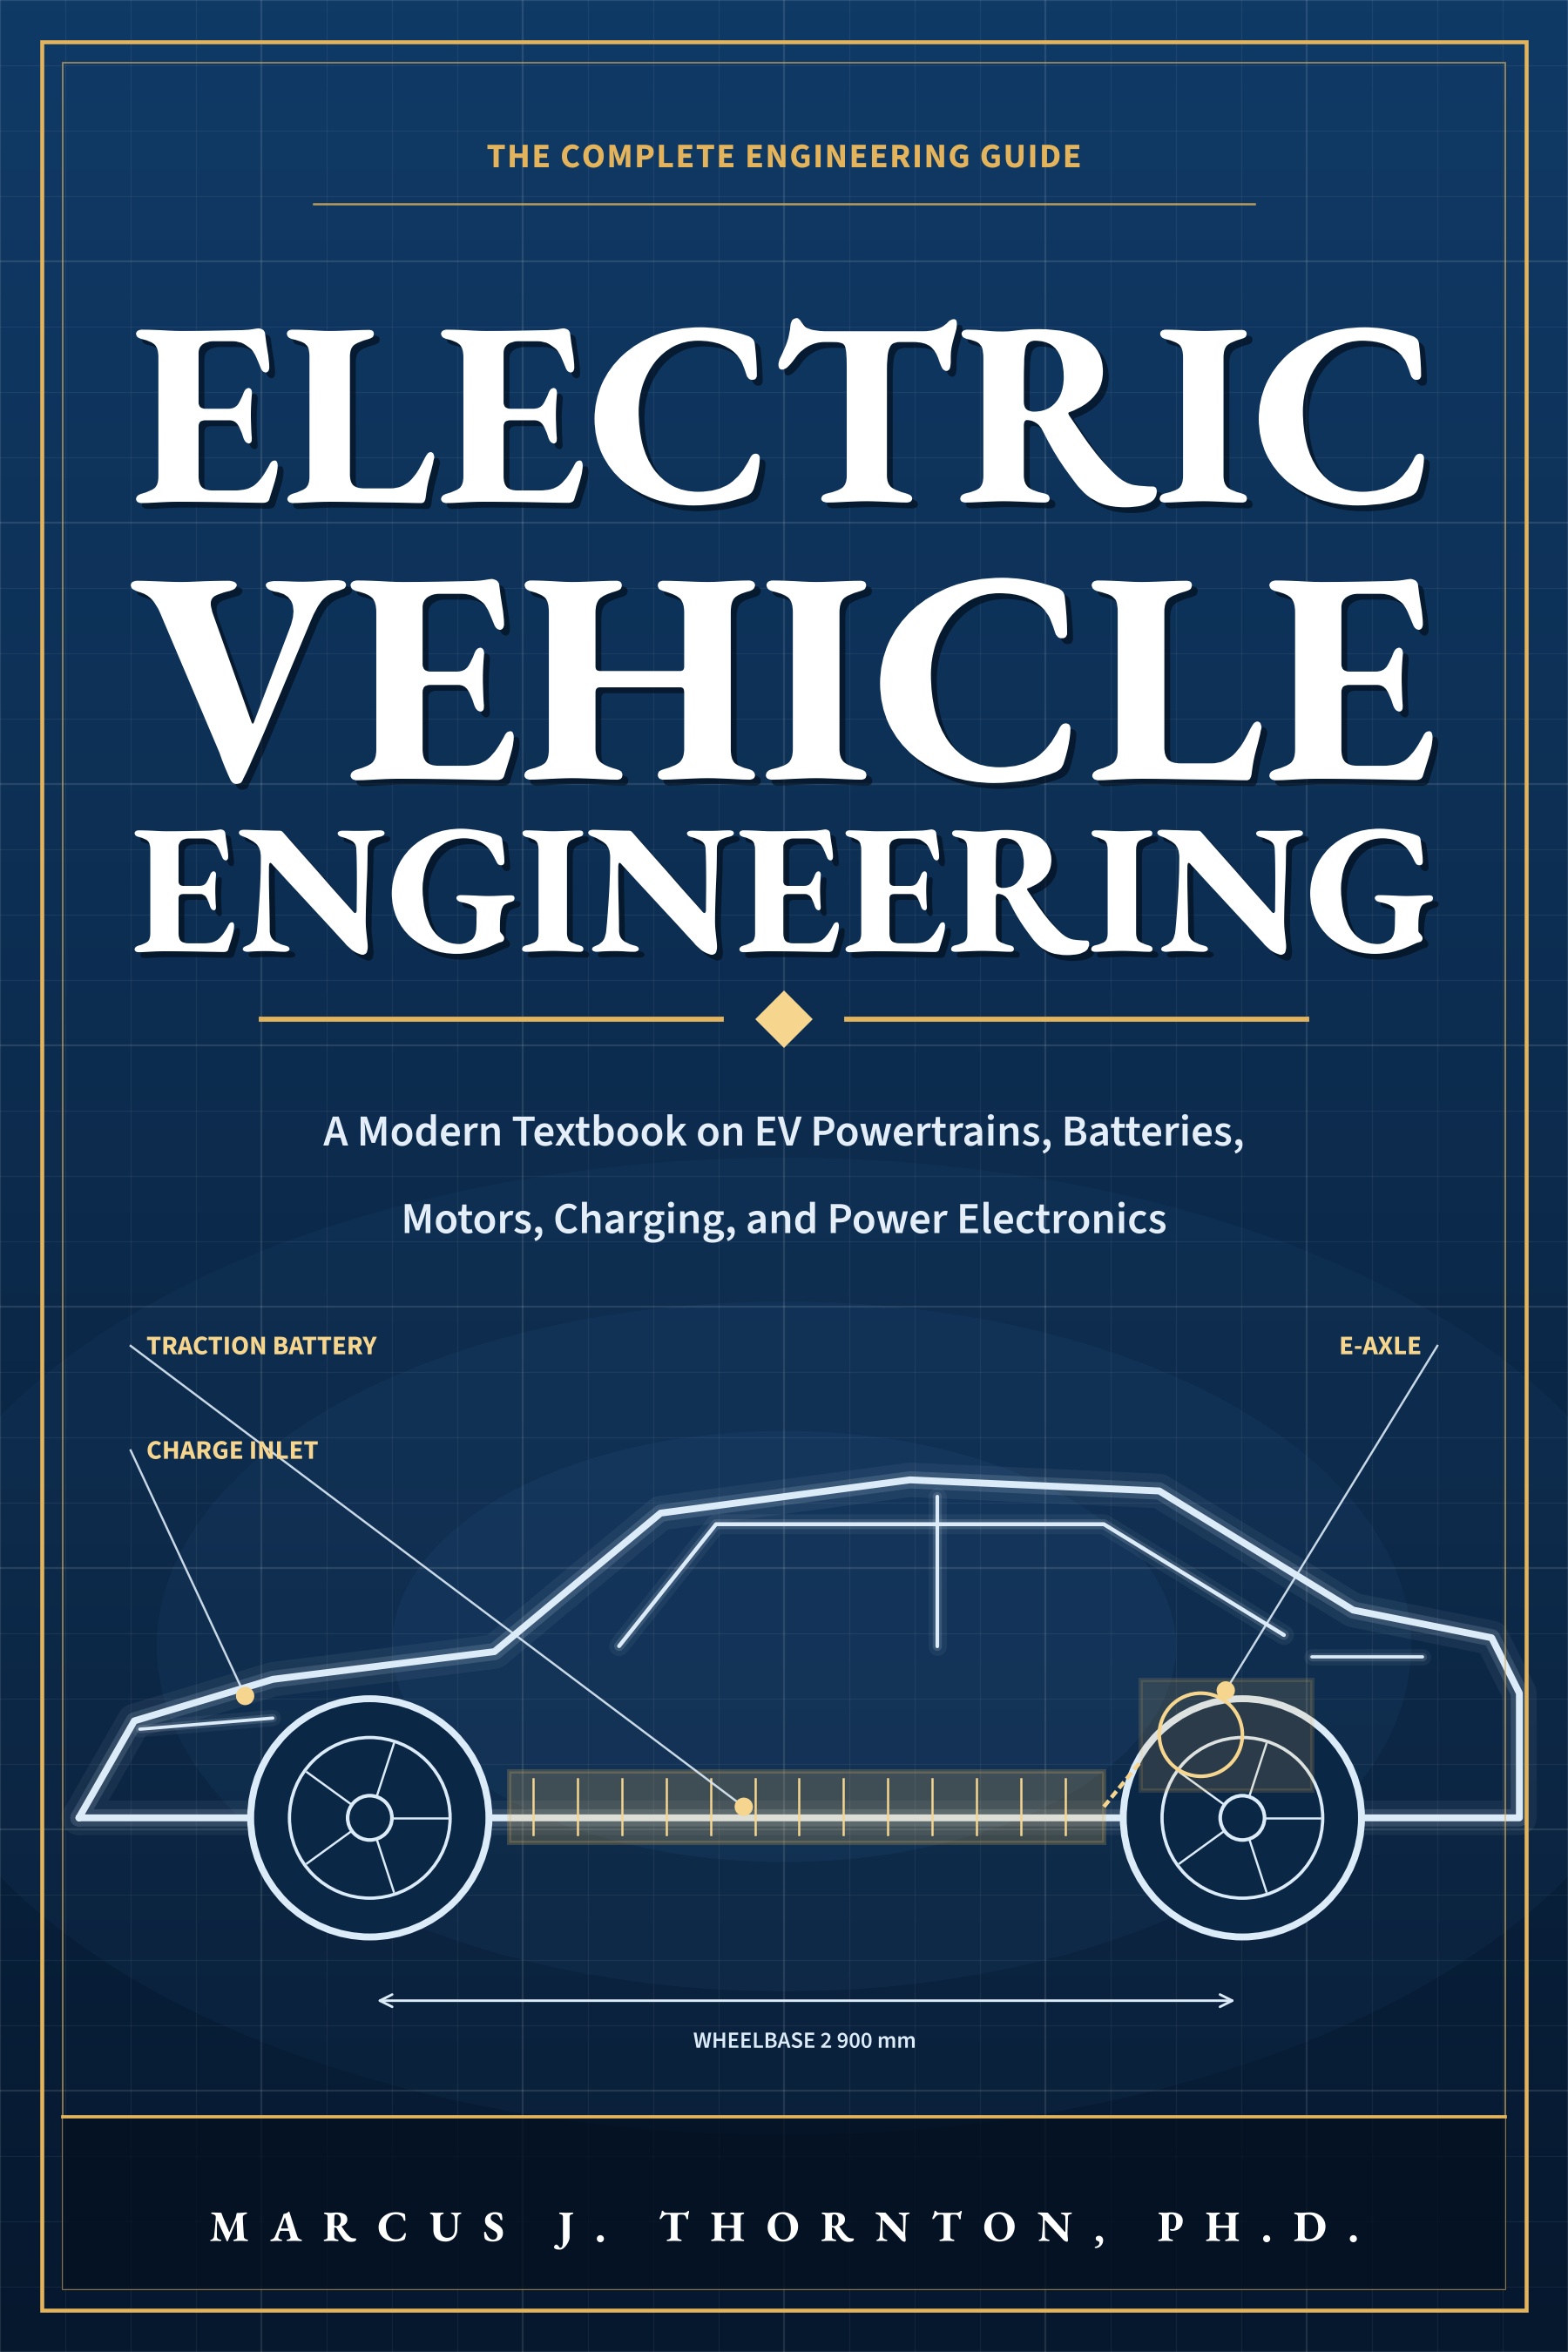 THE COMPLETE ENGINEERING GUIDE
ELECTRIC
VEHICLE
ENGINEERING
A Modern Textbook on EV Powertrains, Batteries,
Motors, Charging, and Power Electronics
TRACTION BATTERY
E-AXLE
CHARGE INLET
WHEELBASE 2 900 mm
MARCUS J. THORNTON, PH.D.